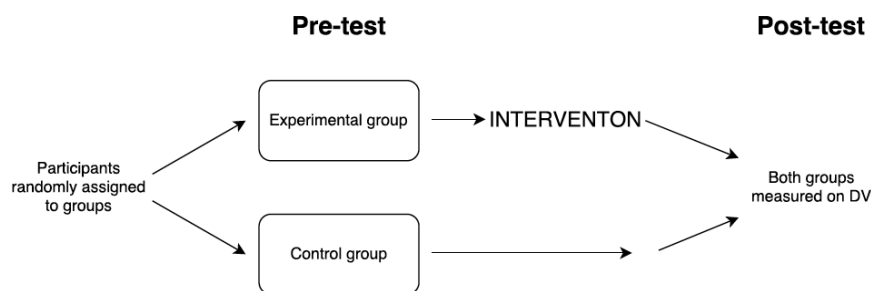 Pre-test
Post-test
Experimental group
INTERVENTON
Participants
randomly assigned
to groups
Both groups
measured on DV
Control group